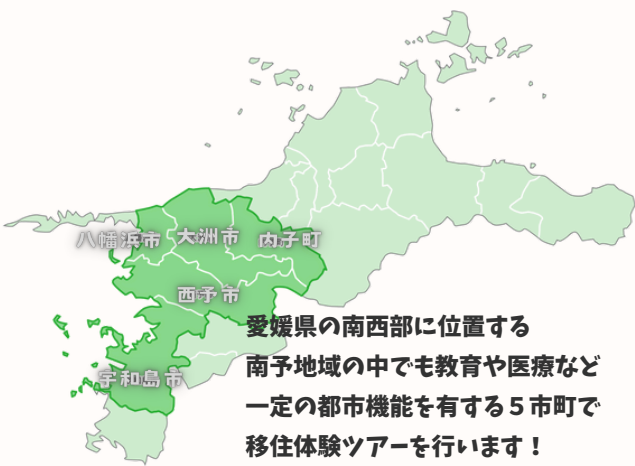 八幡浜市
大洲市
内子町
西予市
宇和島市
愛媛県の南西部に位置する
南予地域の中でも教育や医療など
一定の都市機能を有する５市町で
移住体験ツアーを行います！